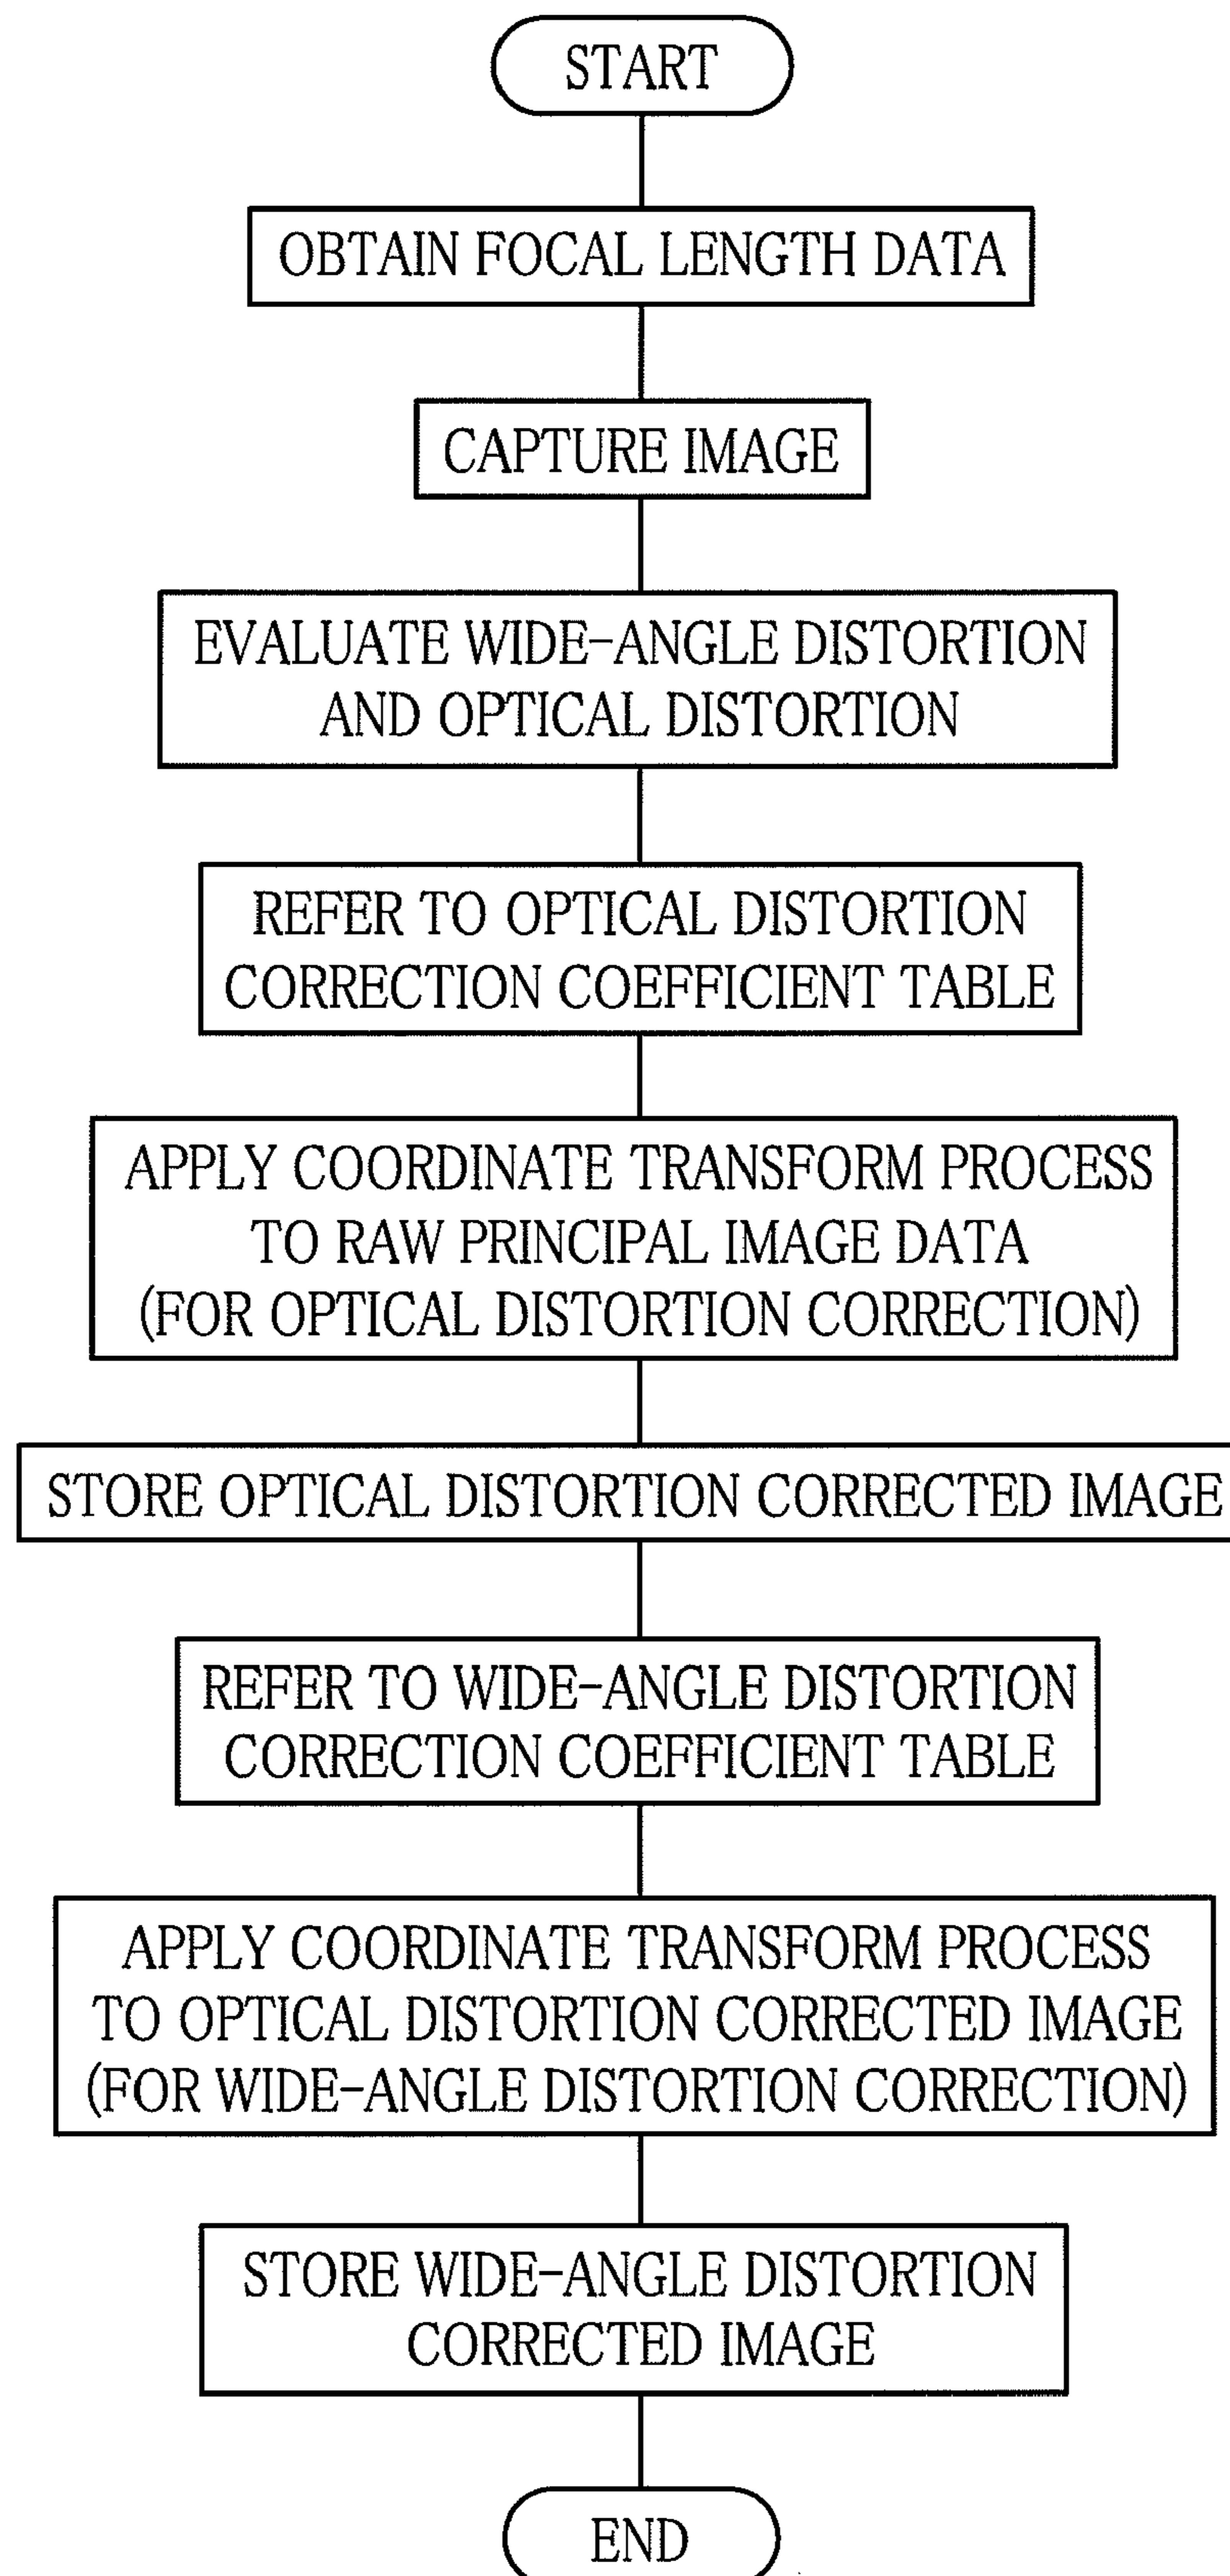 START
OBTAIN FOCAL LENGTH DATA
CAPTURE IMAGE
EVALUATE WIDE-ANGLE DISTORTION
AND OPTICAL DISTORTION
REFER TO OPTICAL DISTORTION
CORRECTION COEFFICIENT TABLE
APPLY COORDINATE TRANSFORM PROCESS
TO RAW PRINCIPAL IMAGE DATA
(FOR OPTICAL DISTORTION CORRECTION)
STORE OPTICAL DISTORTION CORRECTED IMAGE
REFER TO WIDE-ANGLE DISTORTION
CORRECTION COEFFICIENT TABLE
APPLY COORDINATE TRANSFORM PROCESS
TO OPTICAL DISTORTION CORRECTED IMAGE
(FOR WIDE-ANGLE DISTORTION CORRECTION)
STORE WIDE-ANGLE DISTORTION
CORRECTED IMAGE
END